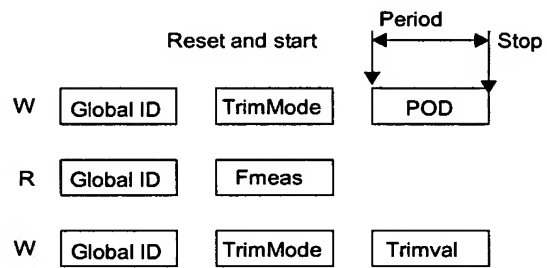 Period
Reset and start Stop
W Global ID TrimMode POD
R Global ID Fmeas
W Global ID TrimMode Trimval